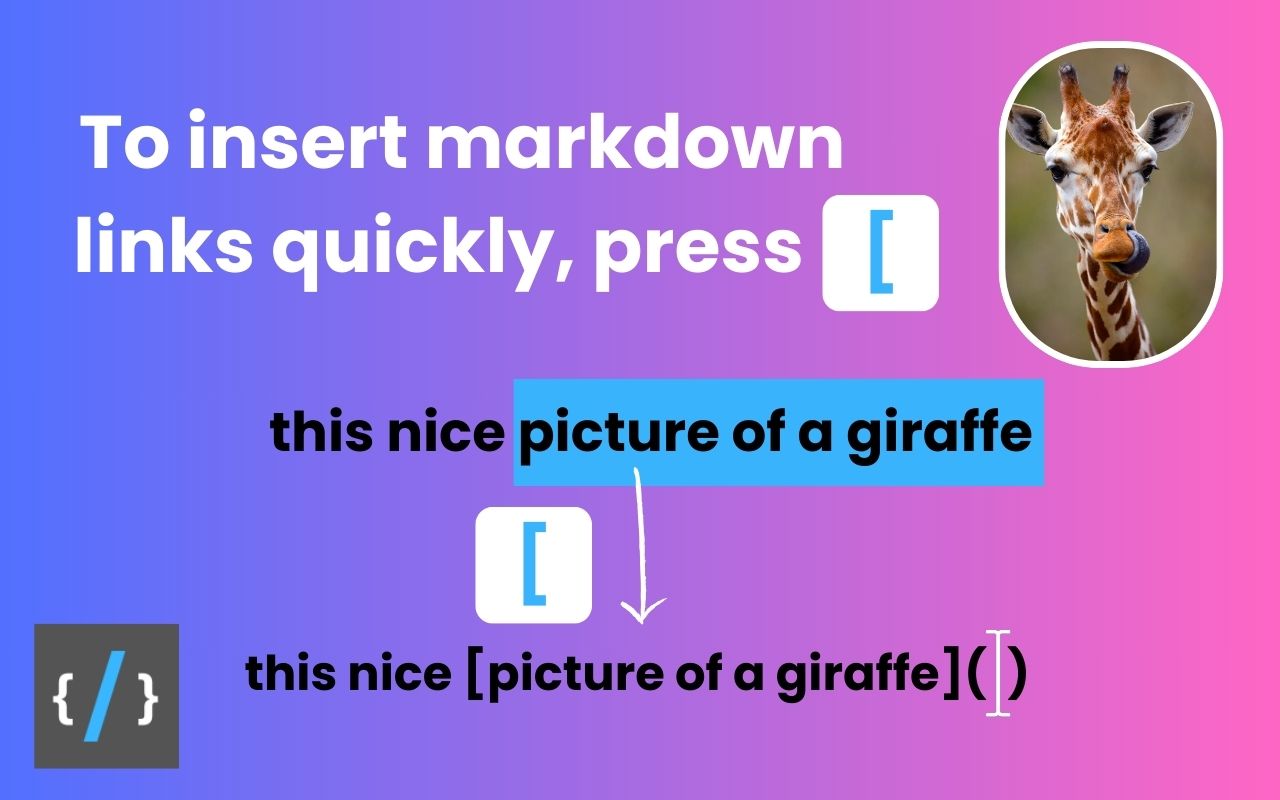 To insert markdown
links quickly, press [
this nice picture of a giraffe
[
this nice [picture of a giraffe]( )
{/}